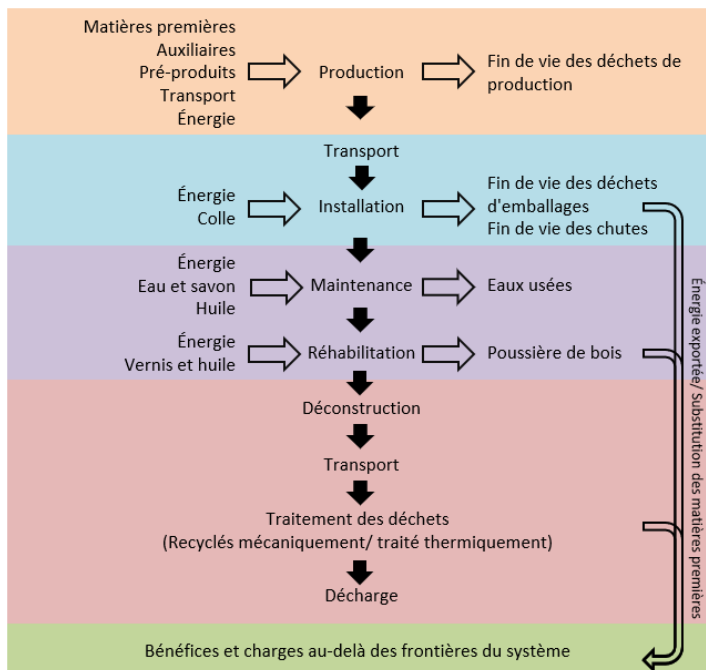 Matières premières
Auxiliaires
Pré-produits
Transport
Énergie
Production
Fin de vie des déchets de
production
Transport
Énergie
Colle
Installation
Fin de vie des déchets
d'emballages
Fin de vie des chutes
Énergie
Eau et savon
Huile
Maintenance
Eaux usées
Énergie
Vernis et huile
Réhabilitation
Poussière de bois
Déconstruction
Transport
Traitement des déchets
(Recyclés mécaniquement/ traité thermiquement)
Décharge
Énergie exportée/ Substitution des matières premières
Bénéfices et charges au-delà des frontières du système